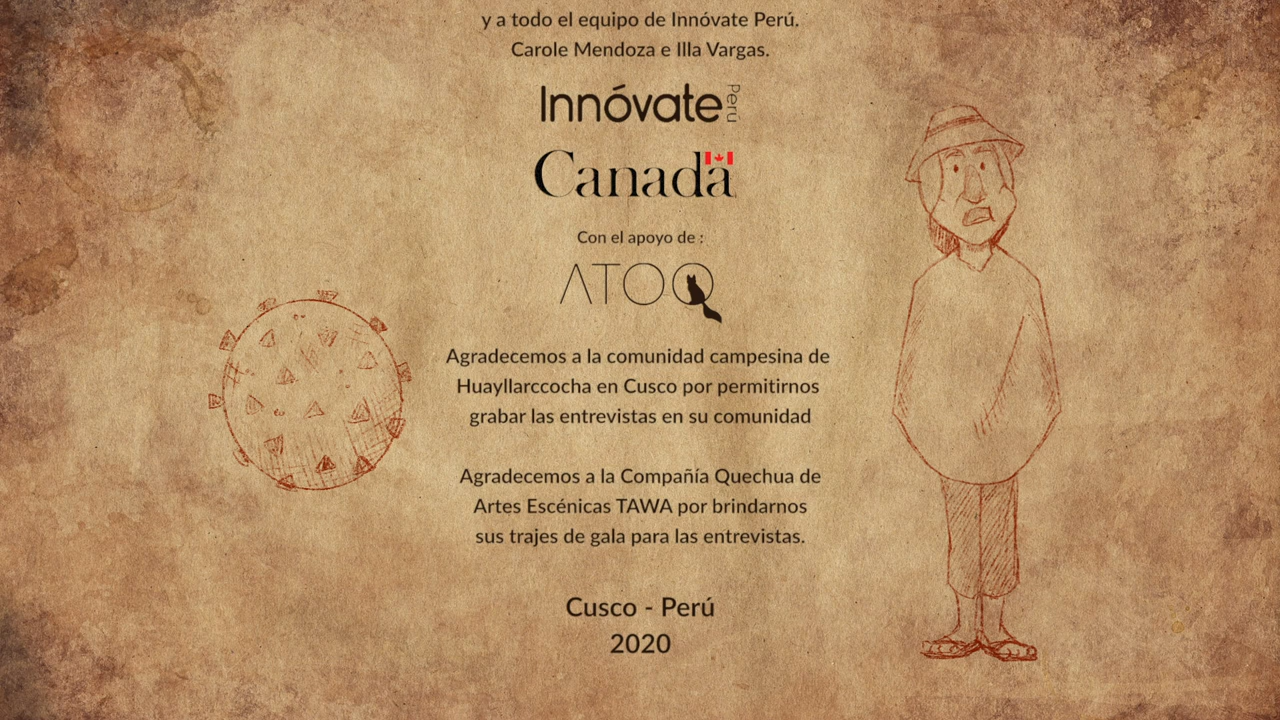 y a todo el equipo de Innóvate Perú.
Carole Mendoza e Illa Vargas.
Innóvate Perú
Canada
Con el apoyo de :
ATOQ
Agradecemos a la comunidad campesina de
Huayllarccocha en Cusco por permitirnos
grabar las entrevistas en su comunidad
Agradecemos a la Compañía Quechua de
Artes Escénicas TAWA por brindarnos
sus trajes de gala para las entrevistas.
Cusco - Perú
2020